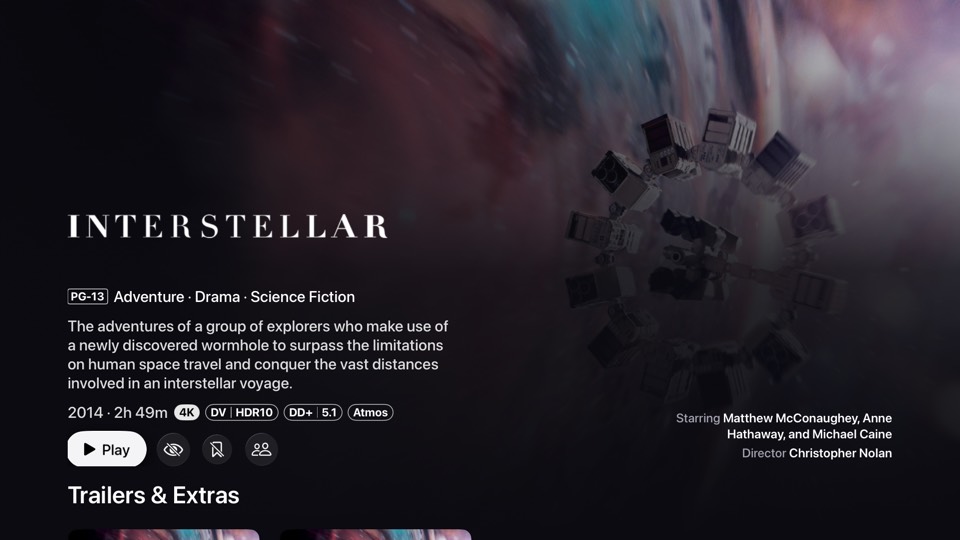 INTERSTELLAR
PG-13 Adventure · Drama · Science Fiction
The adventures of a group of explorers who make use of
a newly discovered wormhole to surpass the limitations
on human space travel and conquer the vast distances
involved in an interstellar voyage.
2014 · 2h 49m 4K DV | HDR10 DD+ | 5.1 Atmos
Starring Matthew McConaughey, Anne
Hathaway, and Michael Caine
Director Christopher Nolan
Play
Trailers & Extras